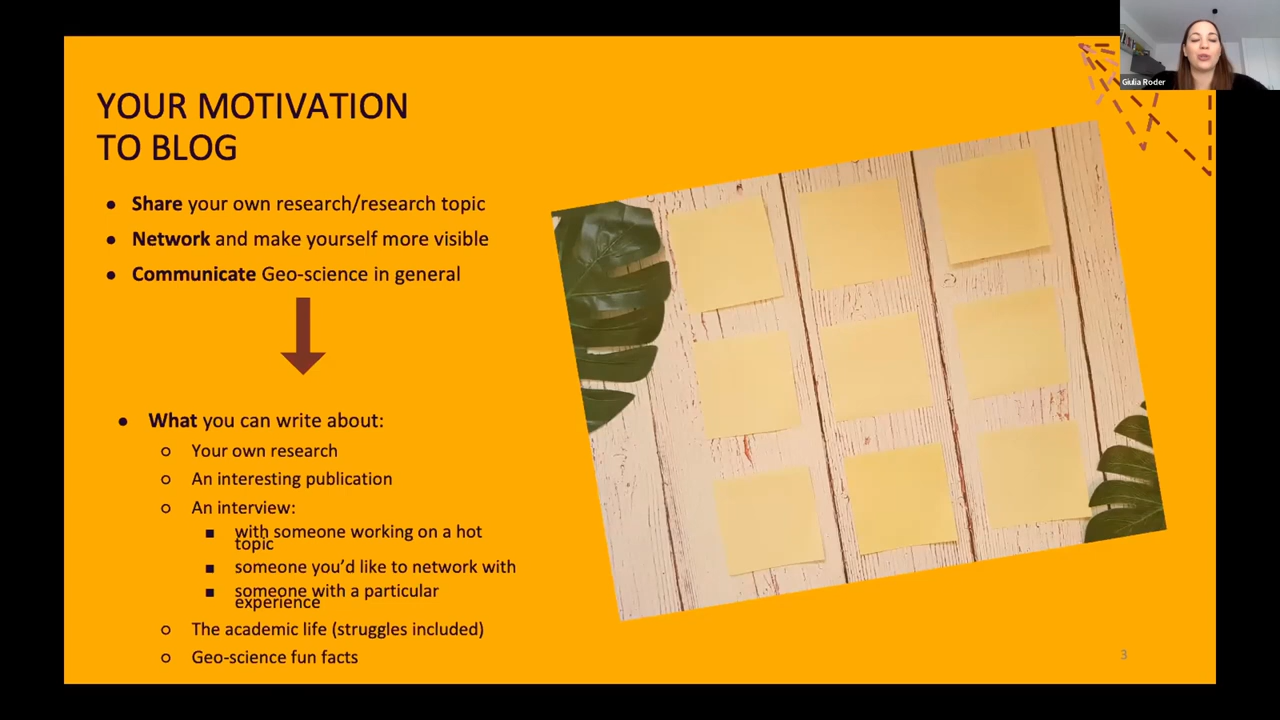 Giulia Roder
YOUR MOTIVATION
TO BLOG
● Share your own research/research topic
● Network and make yourself more visible
● Communicate Geo-science in general
● What you can write about:
○ Your own research
○ An interesting publication
○ An interview:
■ with someone working on a hot
topic
■ someone you’d like to network with
■ someone with a particular
experience
○ The academic life (struggles included)
○ Geo-science fun facts
3